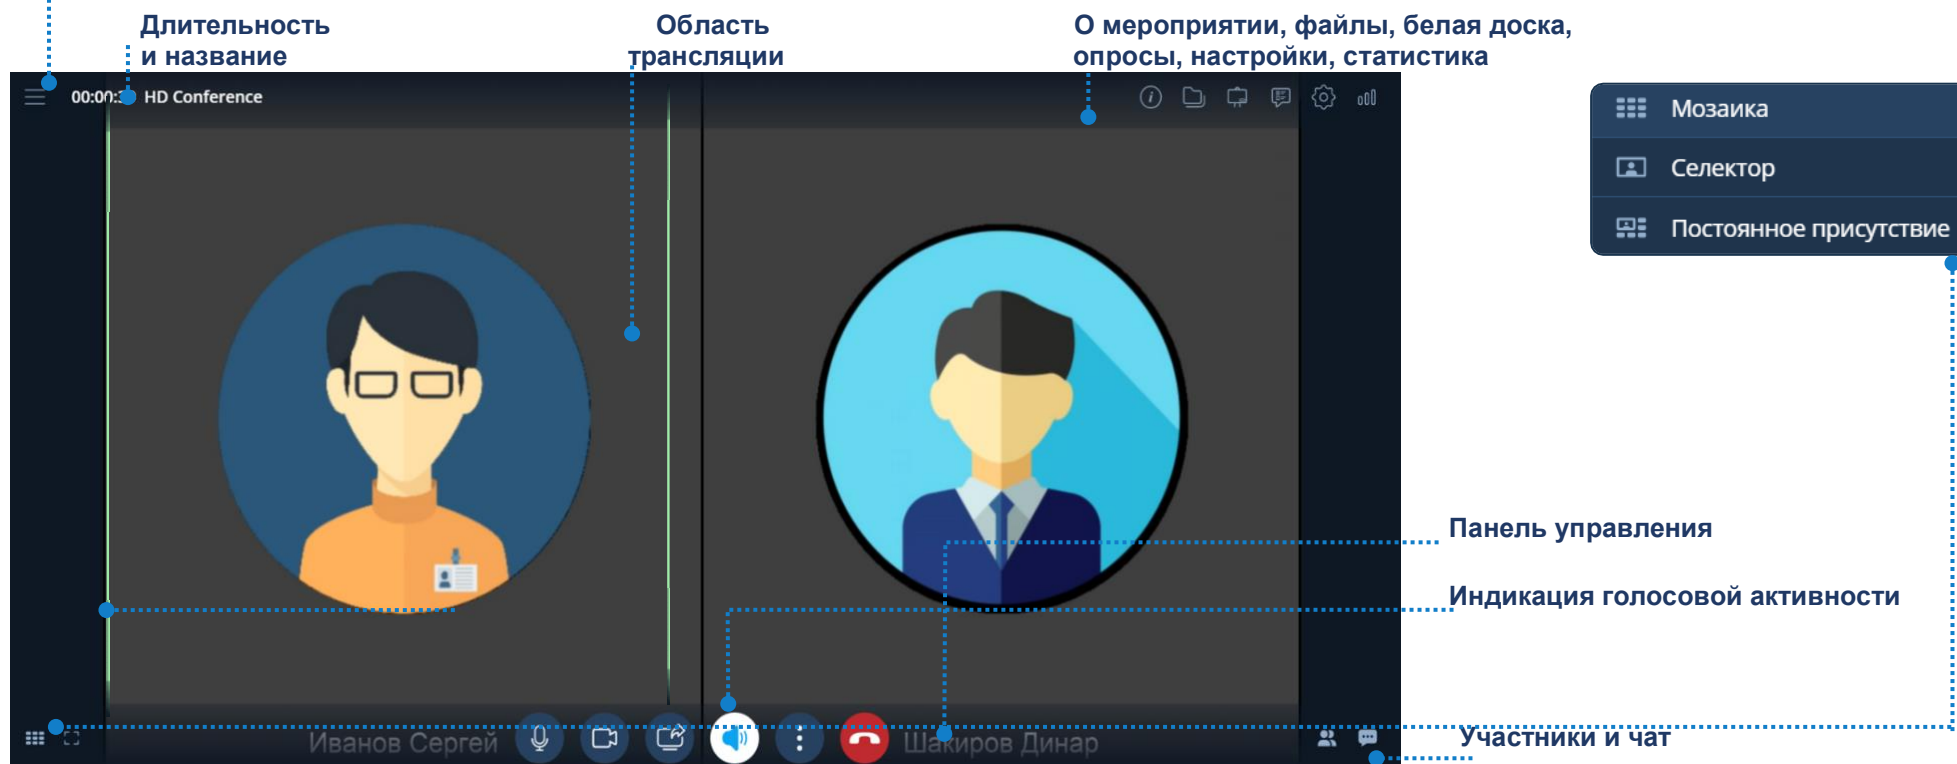 Длительность
и название
Область
трансляции
О мероприятии, файлы, белая доска,
опросы, настройки, статистика
HD Conference
Мозаика
Селектор
Постоянное присутствие
Панель управления
Индикация голосовой активности
Иванов Сергей
Шакиров Динар
Участники и чат